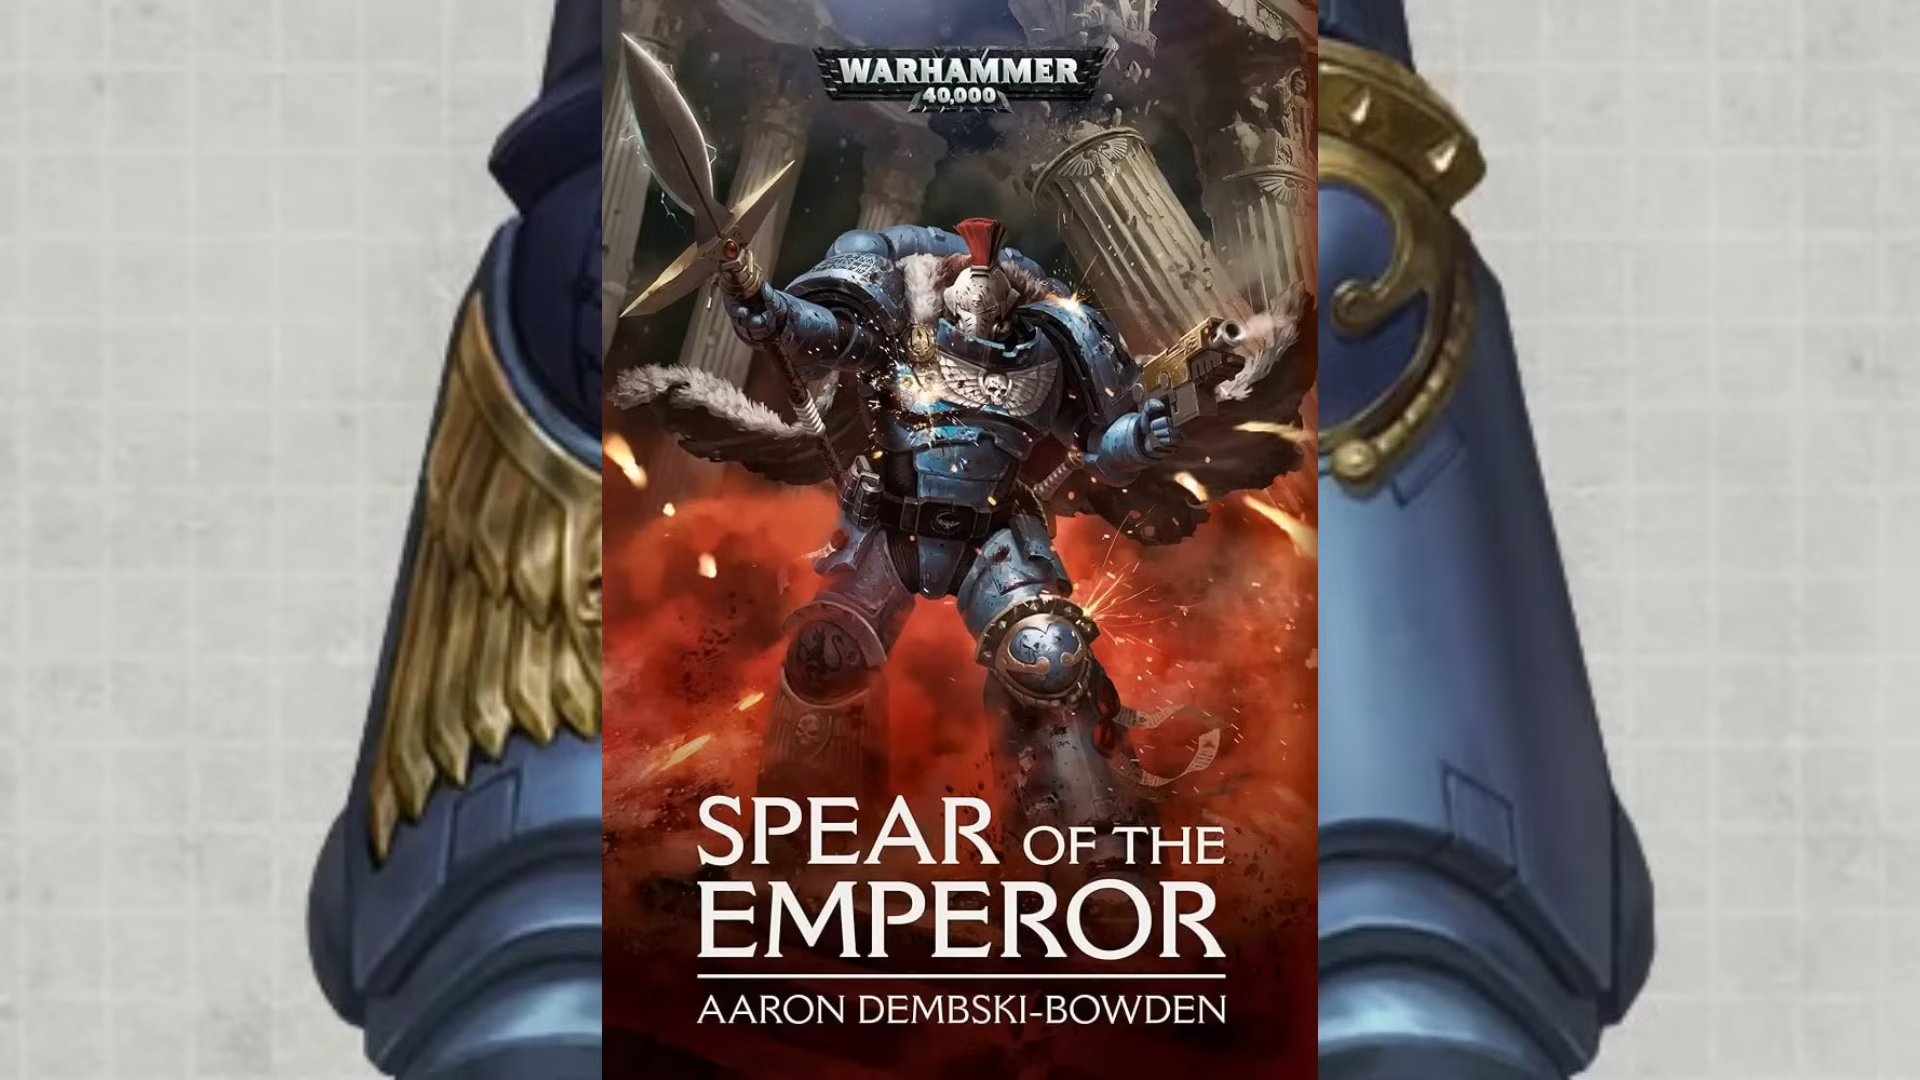 WARHAMMER
40,000
SPEAR OF THE
EMPEROR
AARON DEMBSKI-BOWDEN